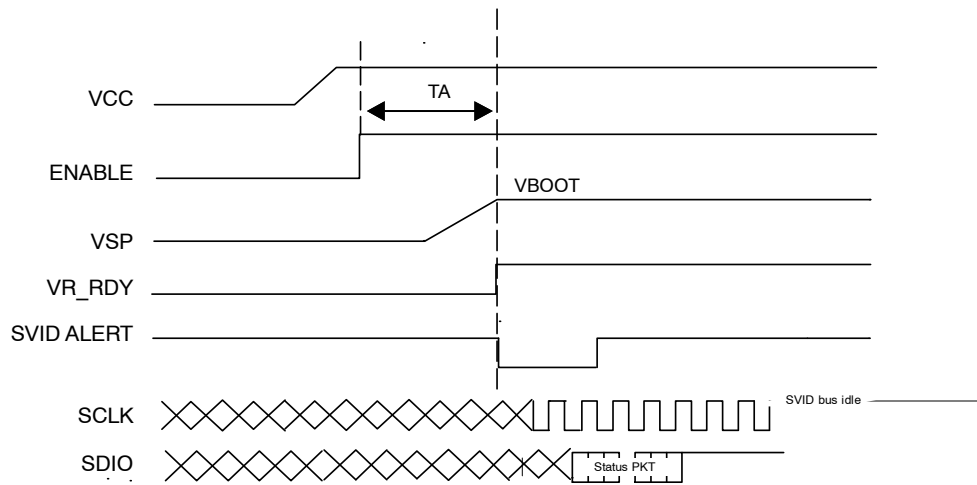 VCC
TA
ENABLE
VBOOT
VSP
VR_RDY
SVID ALERT
SCLK
SVID bus idle
SDIO
Status PKT